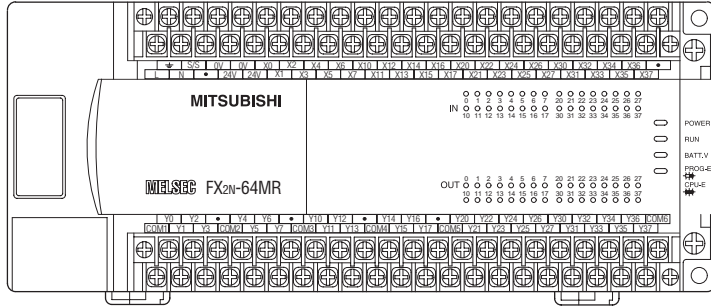 ⏚ S/S 0V 0V X0 X2 X4 X6 X10 X12 X14 X16 X20 X22 X24 X26 X30 X32 X34 X36 •
L N • 24V 24V X1 X3 X5 X7 X11 X13 X15 X17 X21 X23 X25 X27 X31 X33 X35 X37
MITSUBISHI
IN
0 1 2 3 4 5 6 7 20 21 22 23 24 25 26 27
10 11 12 13 14 15 16 17 30 31 32 33 34 35 36 37
POWER
RUN
BATT.V
PROG-E
CPU-E
MELSEC FX2N-64MR
OUT
0 1 2 3 4 5 6 7 20 21 22 23 24 25 26 27
10 11 12 13 14 15 16 17 30 31 32 33 34 35 36 37
Y0 Y2 • Y4 Y6 • Y10 Y12 • Y14 Y16 • Y20 Y22 Y24 Y26 Y30 Y32 Y34 Y36 COM6
COM1 Y1 Y3 COM2 Y5 Y7 COM3 Y11 Y13 COM4 Y15 Y17 COM5 Y21 Y23 Y25 Y27 Y31 Y33 Y35 Y37